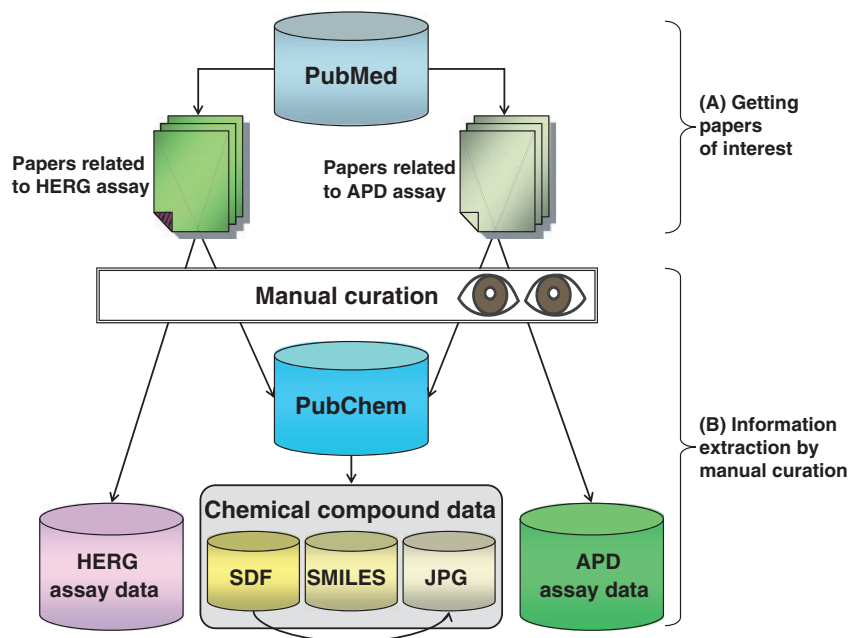 PubMed
(A) Getting
papers
of interest
Papers related
to HERG assay
Papers related
to APD assay
Manual curation
PubChem
(B) Information
extraction by
manual curation
Chemical compound data
HERG
assay data
SDF
SMILES
JPG
APD
assay data